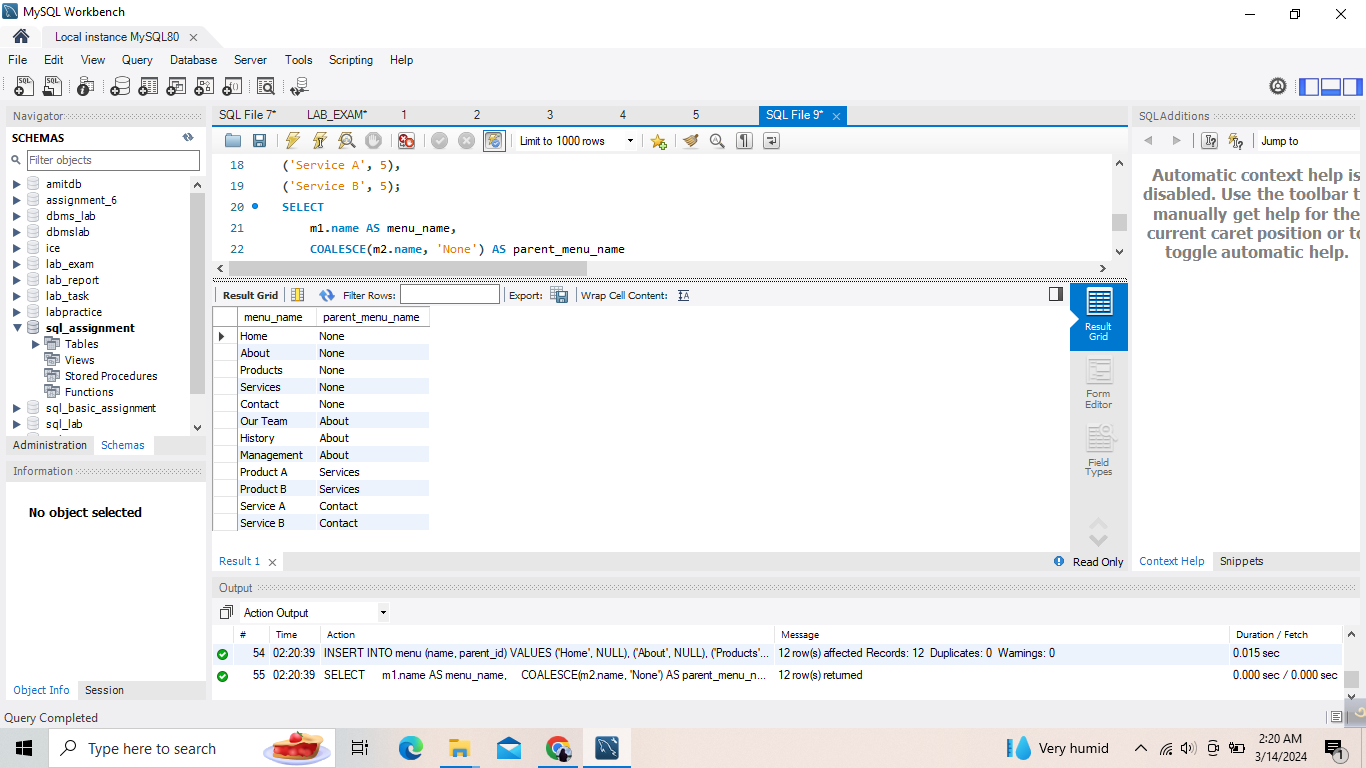 MySQL Workbench
Local instance MySQL80
File Edit View Query Database Server Tools Scripting Help
Navigator
SCHEMAS
Filter objects
amitdb
assignment_6
dbms_lab
dbmslab
ice
lab_exam
lab_report
lab_task
labpractice
sql_assignment
Tables
Views
Stored Procedures
Functions
sql_basic_assignment
sql_lab
Administration Schemas
Information
No object selected
Object Info Session
SQL File 7* LAB_EXAM* 1 2 3 4 5 SQL File 9*
Limit to 1000 rows
18 ('Service A', 5),
19 ('Service B', 5);
20 SELECT
21 m1.name AS menu_name,
22 COALESCE(m2.name, 'None') AS parent_menu_name
Result Grid Filter Rows: Export: Wrap Cell Content:
menu_name parent_menu_name
Home None
About None
Products None
Services None
Contact None
Our Team About
History About
Management About
Product A Services
Product B Services
Service A Contact
Service B Contact
Result
Grid
Form
Editor
Field
Types
Result 1
Read Only
SQLAdditions
Jump to
Automatic context help is
disabled. Use the toolbar t
manually get help for the
current caret position or to
toggle automatic help.
Context Help Snippets
Output
Action Output
# Time Action Message Duration / Fetch
54 02:20:39 INSERT INTO menu (name, parent_id) VALUES ('Home', NULL), ('About', NULL), ('Products'... 12 row(s) affected Records: 12 Duplicates: 0 Warnings: 0 0.015 sec
55 02:20:39 SELECT m1.name AS menu_name, COALESCE(m2.name, 'None') AS parent_menu_n... 12 row(s) returned 0.000 sec / 0.000 sec
Query Completed
Type here to search
Very humid
2:20 AM
3/14/2024
1